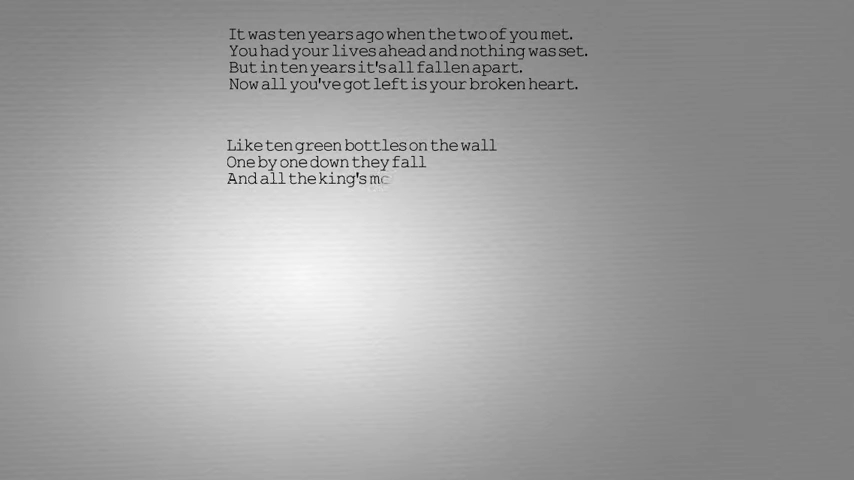 It was ten years ago when the two of you met.
You had your lives ahead and nothing was set.
But in ten years it's all fallen apart.
Now all you've got left is your broken heart.
Like ten green bottles on the wall
One by one down they fall
And all the king's